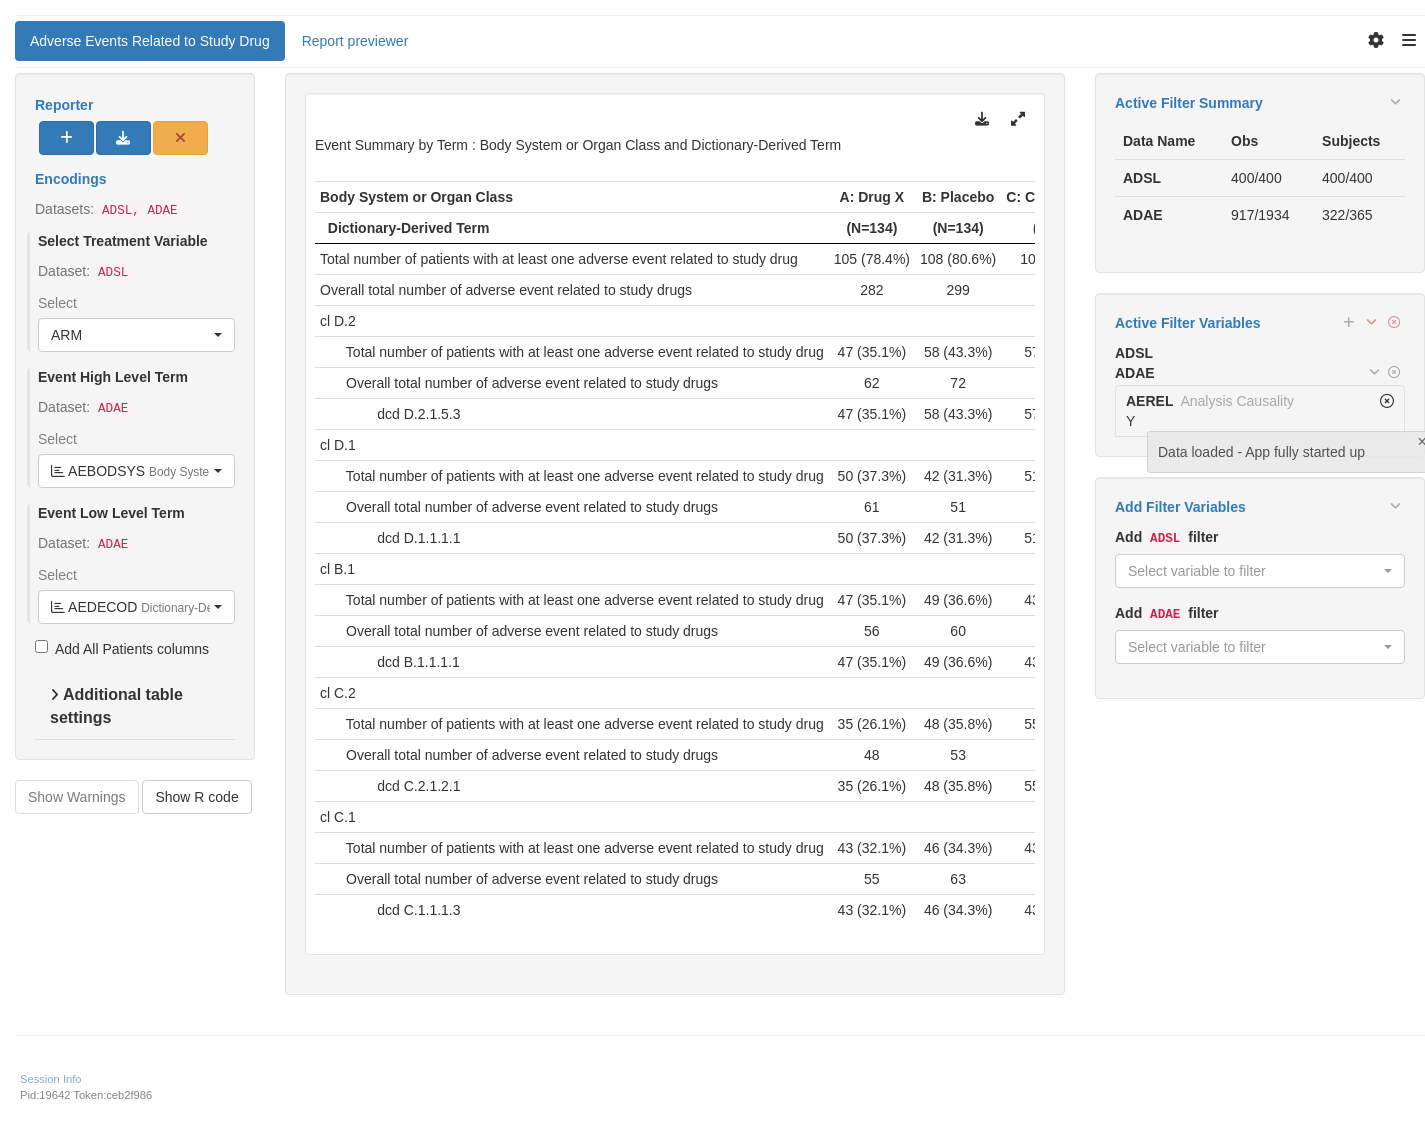 Adverse Events Related to Study Drug
Report previewer
Reporter
Encodings
Datasets: ADSL, ADAE
Select Treatment Variable
Dataset: ADSL
Select
ARM
Event High Level Term
Dataset: ADAE
Select
AEBODSYS Body Syste
Event Low Level Term
Dataset: ADAE
Select
AEDECOD Dictionary-De
Add All Patients columns
Additional table
settings
Show Warnings
Show R code
Event Summary by Term : Body System or Organ Class and Dictionary-Derived Term
Body System or Organ Class A: Drug X B: Placebo C: C
Dictionary-Derived Term (N=134) (N=134) (
Total number of patients with at least one adverse event related to study drug 105 (78.4%) 108 (80.6%) 10
Overall total number of adverse event related to study drugs 282 299
cl D.2
Total number of patients with at least one adverse event related to study drug 47 (35.1%) 58 (43.3%) 57
Overall total number of adverse event related to study drugs 62 72
dcd D.2.1.5.3 47 (35.1%) 58 (43.3%) 57
cl D.1
Total number of patients with at least one adverse event related to study drug 50 (37.3%) 42 (31.3%) 51
Overall total number of adverse event related to study drugs 61 51
dcd D.1.1.1.1 50 (37.3%) 42 (31.3%) 51
cl B.1
Total number of patients with at least one adverse event related to study drug 47 (35.1%) 49 (36.6%) 43
Overall total number of adverse event related to study drugs 56 60
dcd B.1.1.1.1 47 (35.1%) 49 (36.6%) 43
cl C.2
Total number of patients with at least one adverse event related to study drug 35 (26.1%) 48 (35.8%) 55
Overall total number of adverse event related to study drugs 48 53
dcd C.2.1.2.1 35 (26.1%) 48 (35.8%) 55
cl C.1
Total number of patients with at least one adverse event related to study drug 43 (32.1%) 46 (34.3%) 43
Overall total number of adverse event related to study drugs 55 63
dcd C.1.1.1.3 43 (32.1%) 46 (34.3%) 43
Active Filter Summary
Data Name Obs Subjects
ADSL 400/400 400/400
ADAE 917/1934 322/365
Active Filter Variables
ADSL
ADAE
AEREL Analysis Causality
Y
Data loaded - App fully started up
Add Filter Variables
Add ADSL filter
Select variable to filter
Add ADAE filter
Select variable to filter
Session Info
Pid:19642 Token:ceb2f986